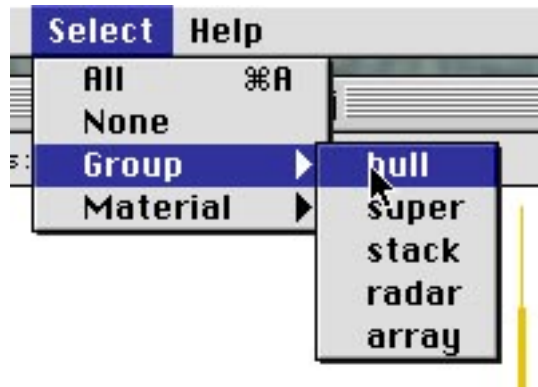 Select Help
All ⌘A
None
s: Group hull
Material super
stack
radar
array